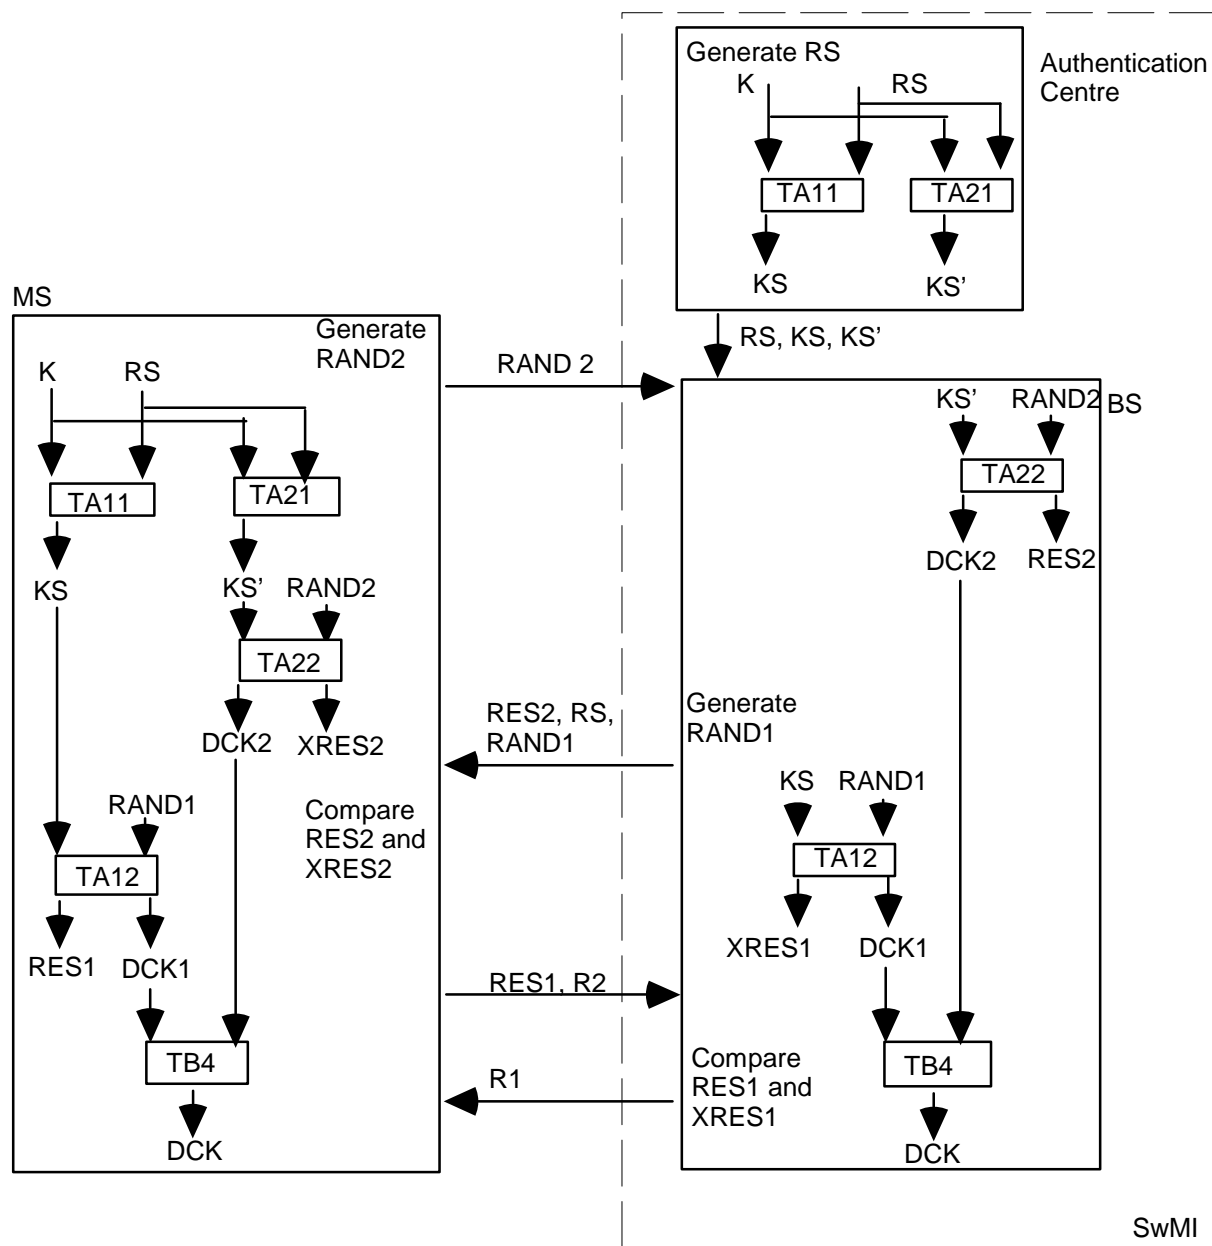 Generate RS
K
RS
Authentication
Centre
TA11
TA21
KS
KS’
RS, KS, KS’
MS
Generate
RAND2
K
RS
TA11
TA21
KS
KS’
RAND2
TA22
DCK2
XRES2
RAND1
Compare
RES2 and
XRES2
TA12
RES1
DCK1
TB4
DCK
RAND 2
RES2, RS,
RAND1
RES1, R2
R1
KS’
RAND2
BS
TA22
DCK2
RES2
Generate
RAND1
KS
RAND1
TA12
XRES1
DCK1
Compare
RES1 and
XRES1
TB4
DCK
SwMI